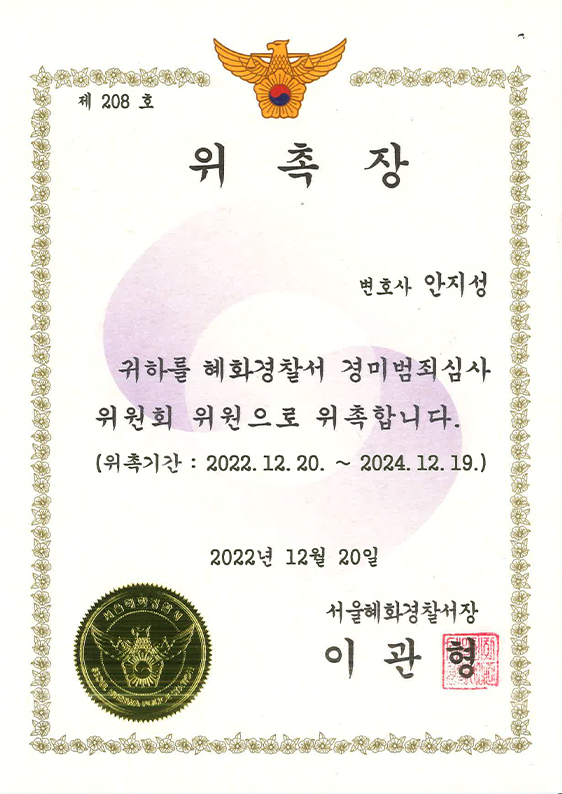 제 208 호
위 촉 장
변호사 안지성
귀하를 혜화경찰서 경미범죄심사
위원회 위원으로 위촉합니다.
(위촉기간 : 2022. 12. 20. ~ 2024. 12. 19.)
2022년 12월 20일
서울혜화경찰서장
이 관 형